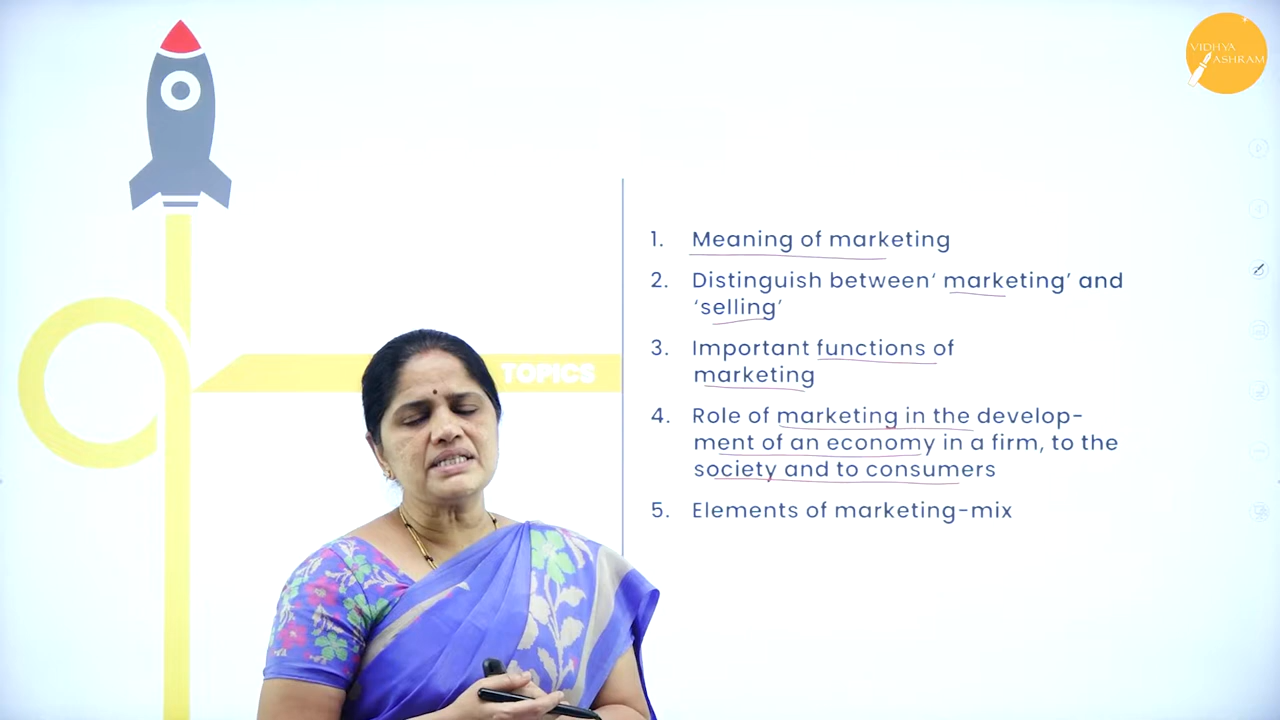 VIDHYA
ASHRAM
1. Meaning of marketing
2. Distinguish between‘ marketing’ and
‘selling’
3. Important functions of
marketing
TOPICS
4. Role of marketing in the develop-
ment of an economy in a firm, to the
society and to consumers
5. Elements of marketing-mix